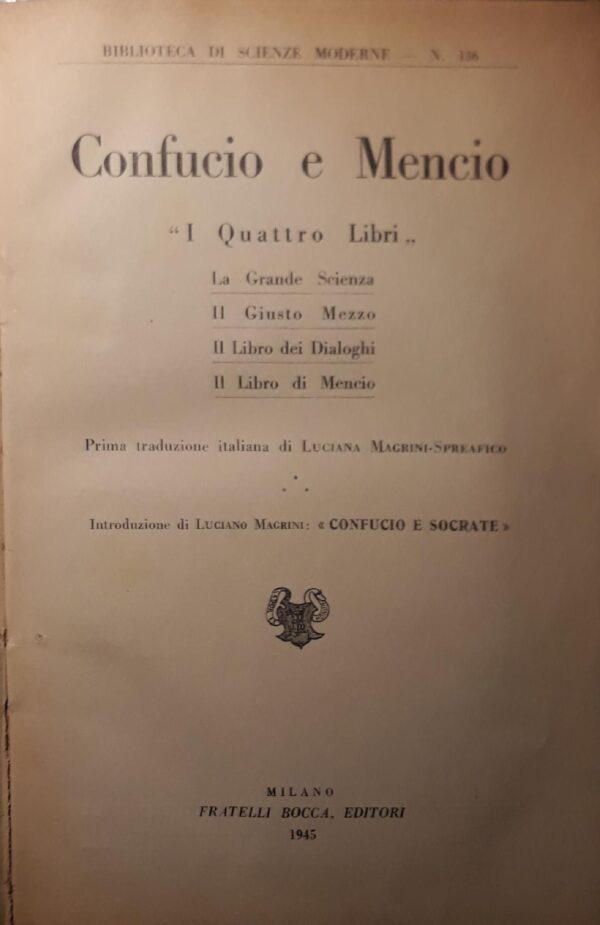 BIBLIOTECA DI SCIENZE MODERNE — N. 136
Confucio e Mencio
“I Quattro Libri„
La Grande Scienza
Il Giusto Mezzo
Il Libro dei Dialoghi
Il Libro di Mencio
Prima traduzione italiana di LUCIANA MAGRINI-SPREAFICO
Introduzione di LUCIANO MAGRINI: « CONFUCIO E SOCRATE »
MILANO
FRATELLI BOCCA, EDITORI
1945